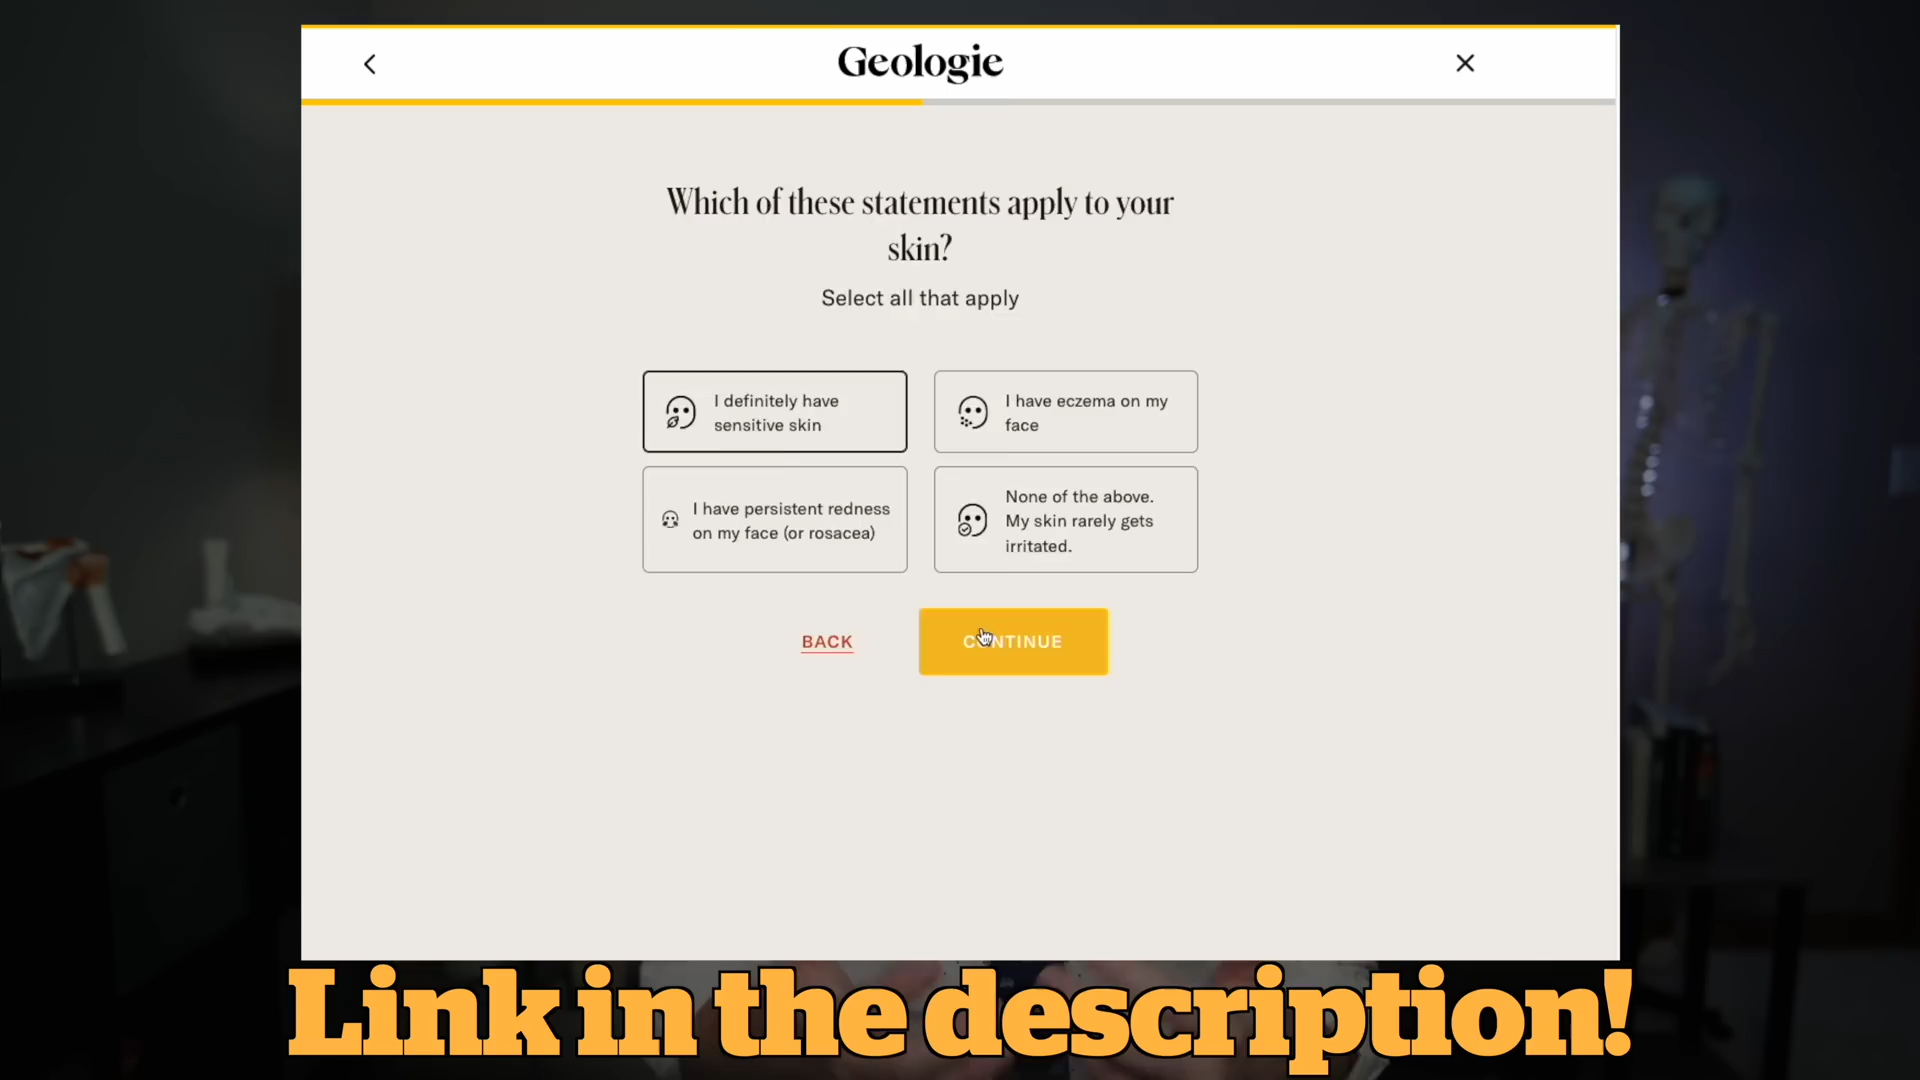 Geologie
Which of these statements apply to your
skin?
Select all that apply
I definitely have
sensitive skin
I have eczema on my
face
I have persistent redness
on my face (or rosacea)
None of the above.
My skin rarely gets
irritated.
BACK
CONTINUE
Link in the description!